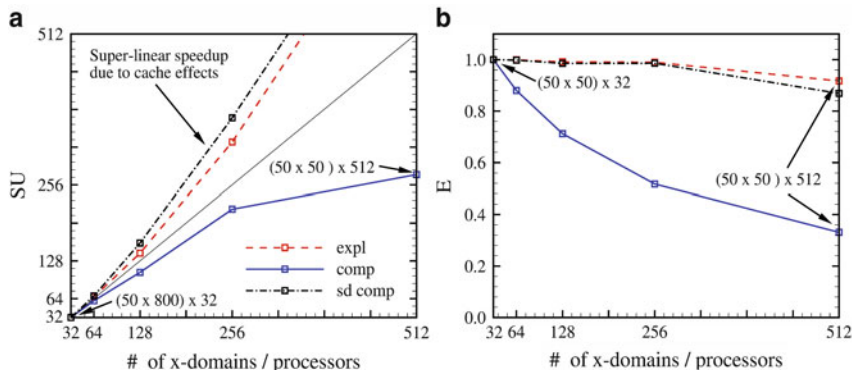 a
512
Super-linear speedup
due to cache effects
SU
256
(50 x 50 ) x 512
128
expl
comp
64
(50 x 800) x 32
sd comp
32
32 64 128 256 512
# of x-domains / processors
b
1.0
(50 x 50) x 32
0.8
0.6
E
(50 x 50 ) x 512
0.4
0.2
0.0
32 64 128 256 512
# of x-domains / processors